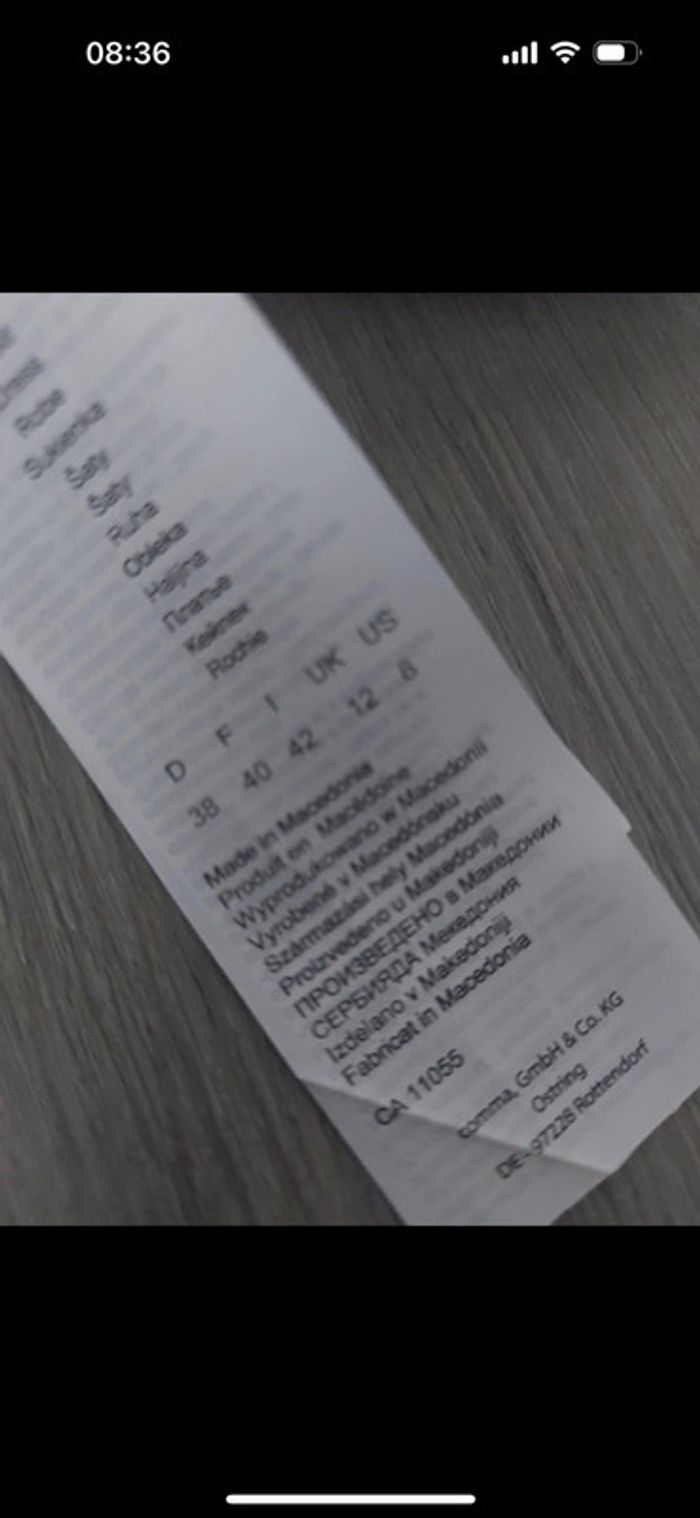 08:36
Robe
Sukienka
Šaty
Šaty
Ruha
Obleka
Haljina
Платье
Rochie
D F I UK US
38 40 42 12 8
Made in Macedonia
Produit en Macédoine
Wyprodukowano w Macedonii
Vyrobené v Macedónsku
Származási hely Macedónia
Proizvedeno u Makedoniji
ПРОИЗВЕДЕНО в Македонии
СЕРБИЯДА Мекадония
Izdelano v Makedoniji
Fabricat in Macedonia
CA 11055
comma, GmbH & Co. KG
Ostring
DE - 97228 Rottendorf